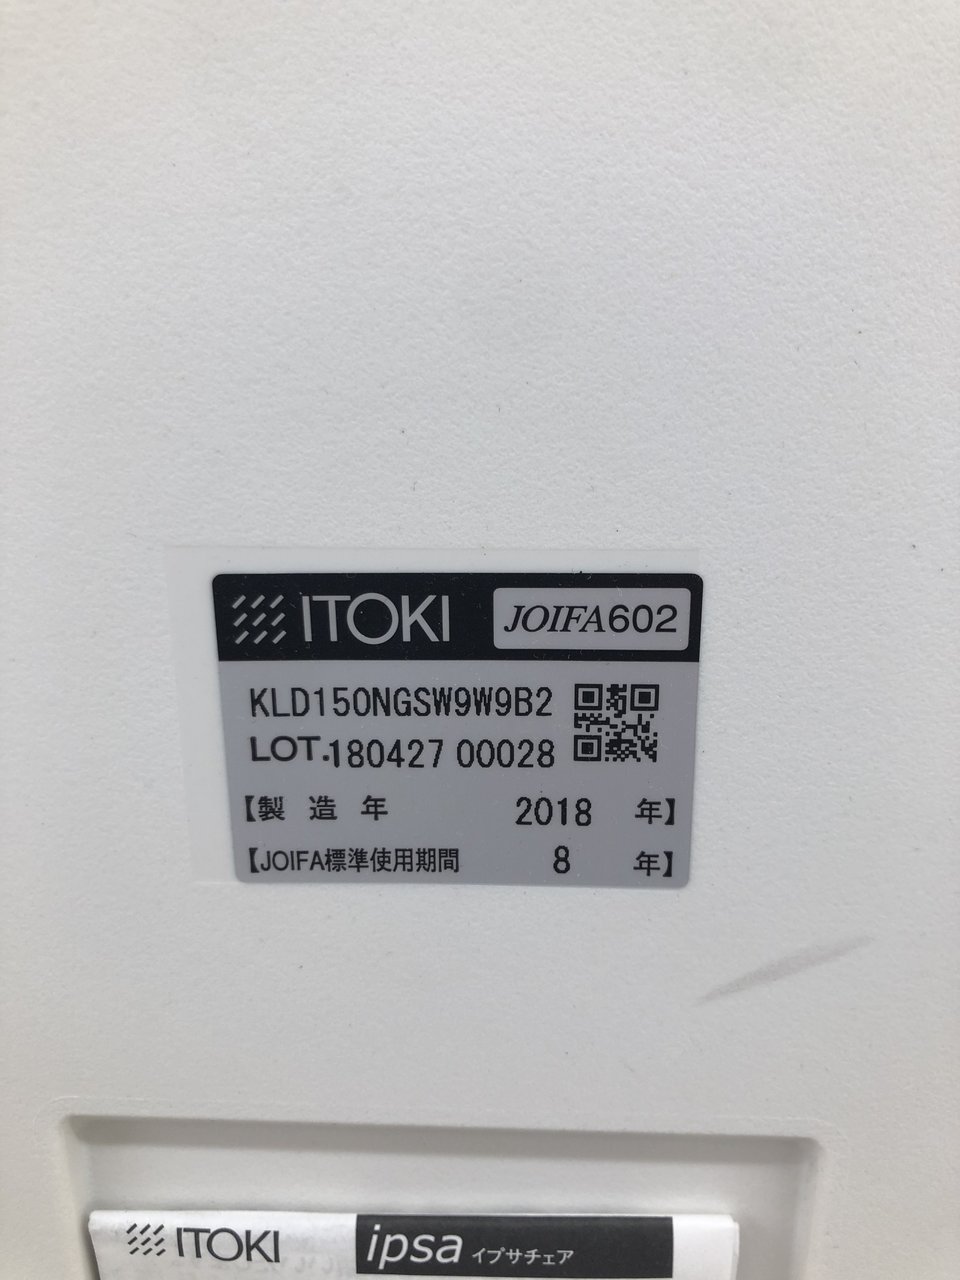 ITOKI JOIFA602
KLD150NGSW9W9B2
LOT.180427 00028
【製 造 年 2018 年】
【JOIFA標準使用期間 8 年】
ITOKI ipsa イプサチェア